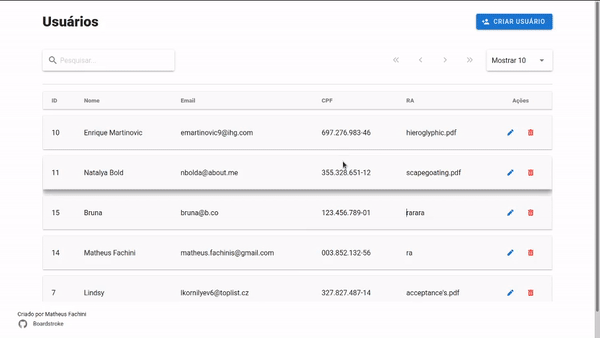 Usuários
CRIAR USUÁRIO
Pesquisar...
Mostrar 10
ID Nome Email CPF RA Ações
10 Enrique Martinovic emartinovic9@ihg.com 697.276.983-46 hieroglyphic.pdf
11 Natalya Bold nbolda@about.me 355.328.651-12 scapegoating.pdf
15 Bruna bruna@b.co 123.456.789-01 rarara
14 Matheus Fachini matheus.fachinis@gmail.com 003.852.132-56 ra
7 Lindsy lkornilyev6@toplist.cz 327.827.487-14 acceptance's.pdf
Criado por Matheus Fachini
Boardstroke